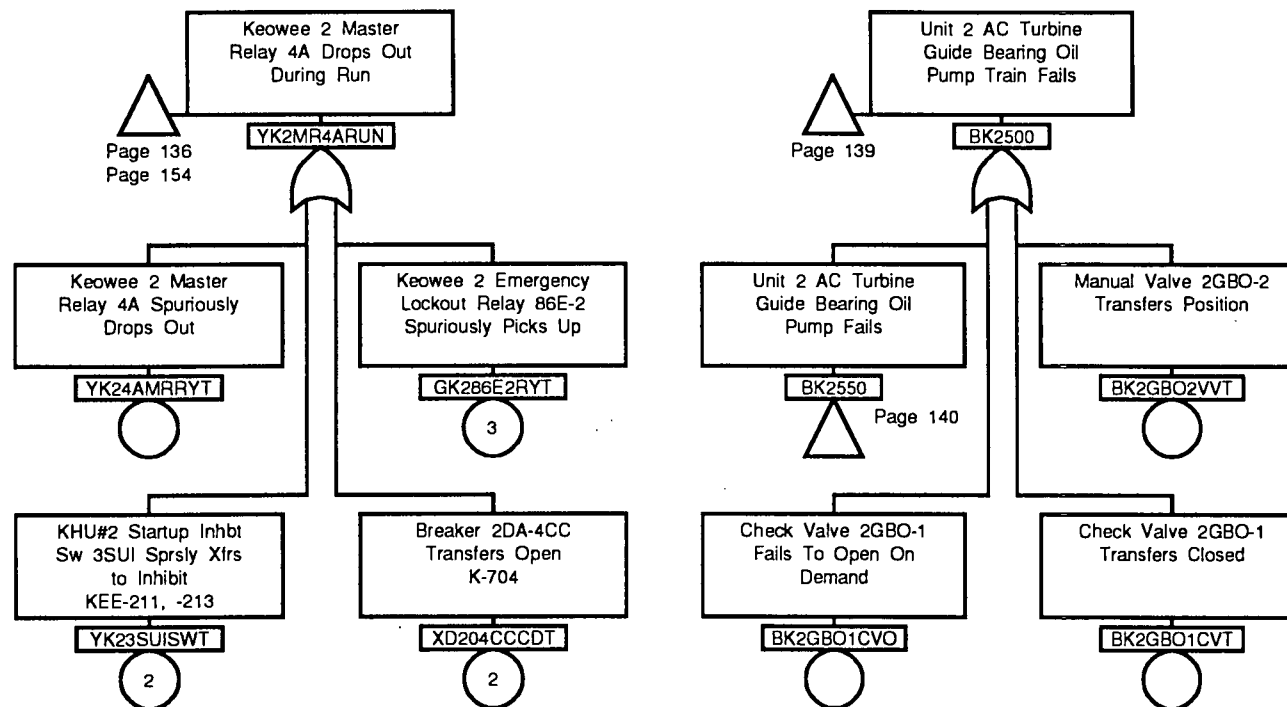 Keowee 2 Master
Relay 4A Drops Out
During Run
Page 136
Page 154
YK2MR4ARUN
Keowee 2 Master
Relay 4A Spuriously
Drops Out
YK24AMRRYT
Keowee 2 Emergency
Lockout Relay 86E-2
Spuriously Picks Up
GK286E2RYT
3
KHU#2 Startup Inhbt
Sw 3SUI Sprsly Xfrs
to Inhibit
KEE-211, -213
YK23SUISWT
2
Breaker 2DA-4CC
Transfers Open
K-704
XD204CCCDT
2
Unit 2 AC Turbine
Guide Bearing Oil
Pump Train Fails
Page 139
BK2500
Unit 2 AC Turbine
Guide Bearing Oil
Pump Fails
BK2550
Page 140
Manual Valve 2GBO-2
Transfers Position
BK2GBO2VVT
Check Valve 2GBO-1
Fails To Open On
Demand
BK2GBO1CVO
Check Valve 2GBO-1
Transfers Closed
BK2GBO1CVT